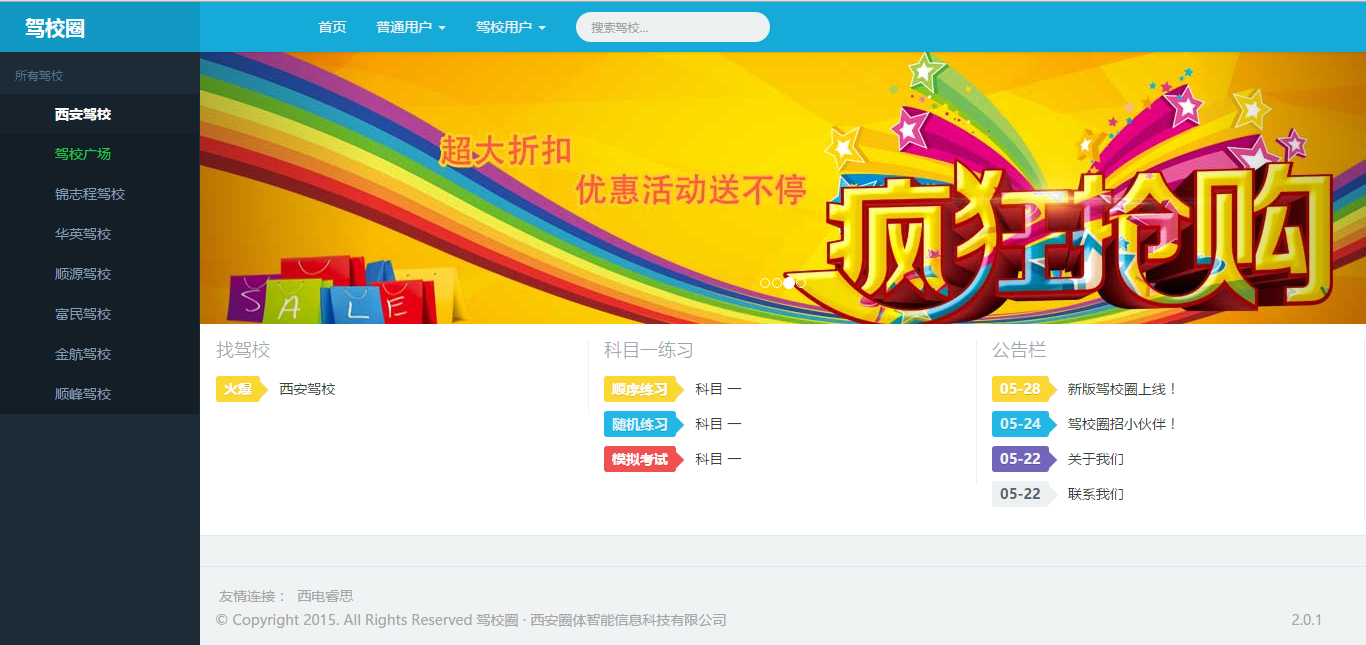 驾校圈
首页 普通用户 驾校用户 搜索驾校...
所有驾校
西安驾校
驾校广场
锦志程驾校
华英驾校
顺源驾校
富民驾校
金航驾校
顺峰驾校
超大折扣
优惠活动送不停
疯狂抢购
SALE
找驾校
火爆 西安驾校
科目一练习
顺序练习 科目 一
随机练习 科目 一
模拟考试 科目 一
公告栏
05-28 新版驾校圈上线！
05-24 驾校圈招小伙伴！
05-22 关于我们
05-22 联系我们
友情连接： 西电睿思
© Copyright 2015. All Rights Reserved 驾校圈 · 西安圈体智能信息科技有限公司 2.0.1